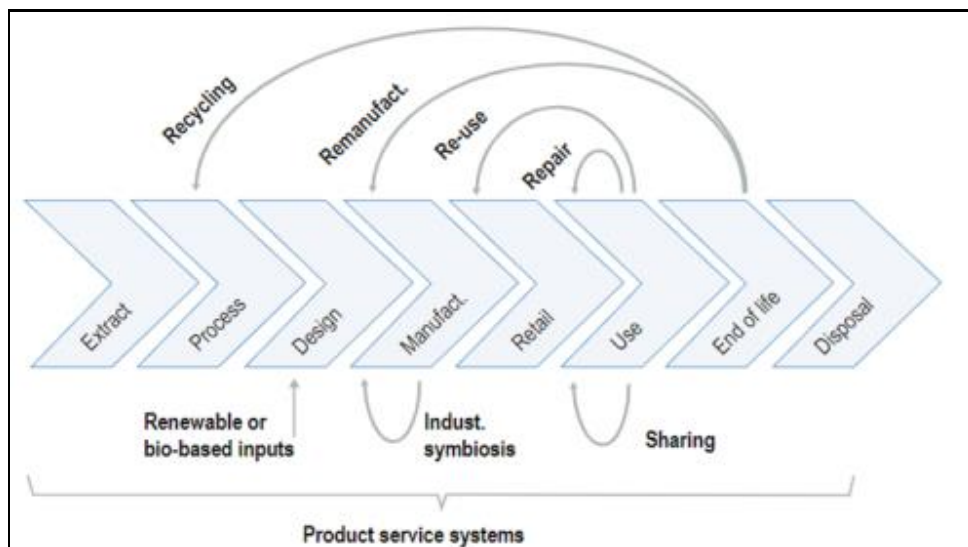 Recycling
Remanufact.
Re-use
Repair
Extract
Process
Design
Manufact.
Retail
Use
End of life
Disposal
Renewable or
bio-based inputs
Indust.
symbiosis
Sharing
Product service systems